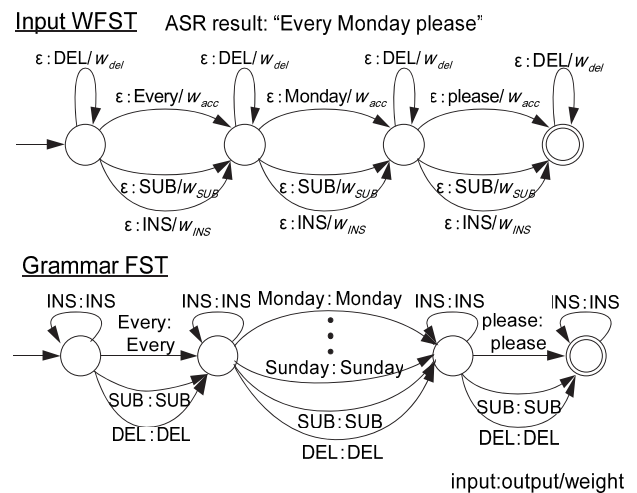 Input WFST ASR result: “Every Monday please”
ε:DEL/w_del ε:DEL/w_del ε:DEL/w_del ε:DEL/w_del
ε:Every/w_acc ε:Monday/w_acc ε:please/w_acc
ε:SUB/w_SUB ε:SUB/w_SUB ε:SUB/w_SUB
ε:INS/w_INS ε:INS/w_INS ε:INS/w_INS
Grammar FST
INS:INS INS:INS Monday:Monday INS:INS INS:INS
Every:
Every
please:
please
Sunday:Sunday
SUB:SUB SUB:SUB SUB:SUB
DEL:DEL DEL:DEL DEL:DEL
input:output/weight